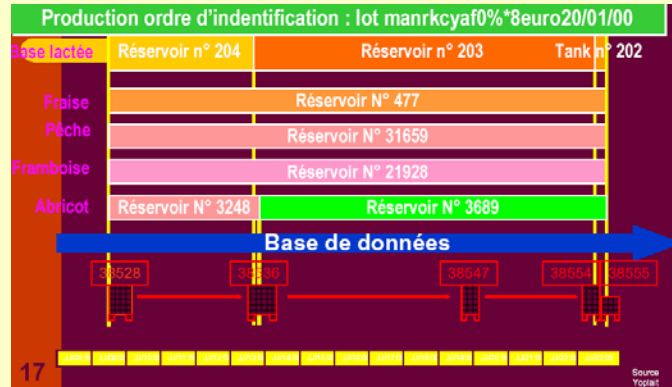 Production ordre d'indentification : lot manrkcyaf0%*8euro20/01/00
Base lactée
Réservoir n° 204
Réservoir n° 203
Tank n° 202
Fraise
Réservoir N° 477
Pêche
Réservoir N° 31659
Framboise
Réservoir N° 21928
Abricot
Réservoir N° 3248
Réservoir N° 3689
Base de données
38528
38536
38547
38554
38555
17
Source
Yoplait